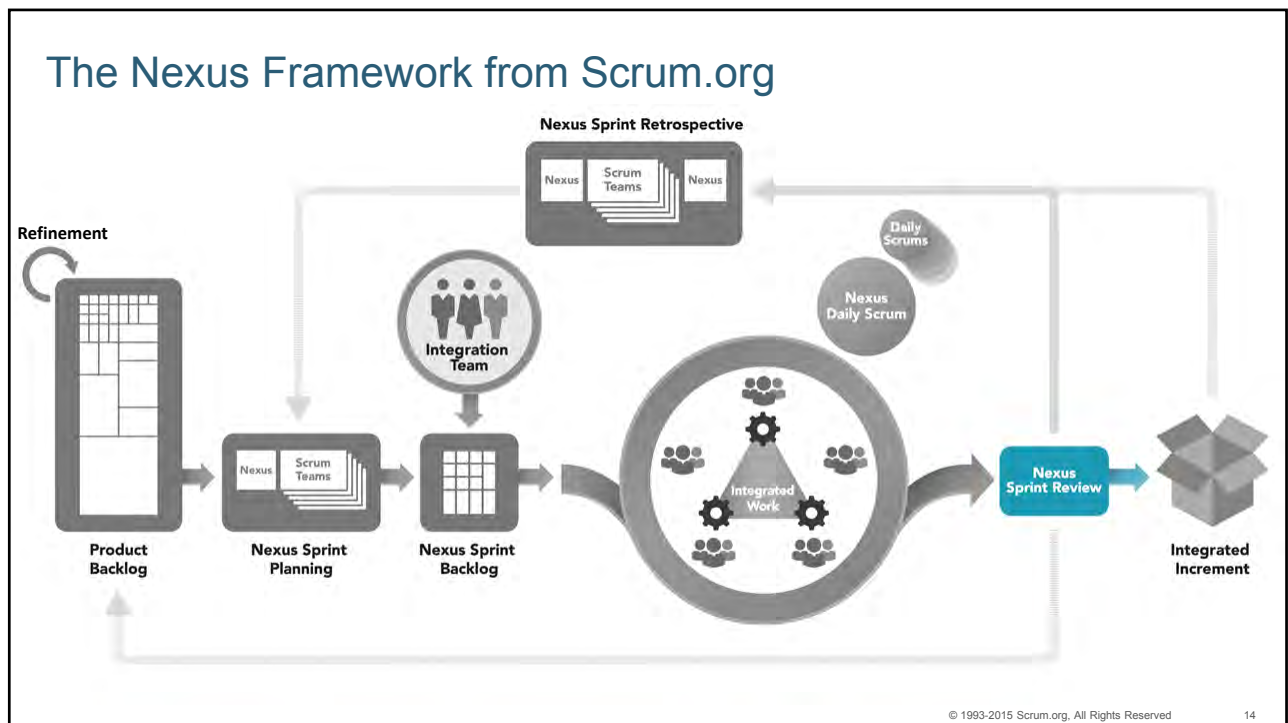 The Nexus Framework from Scrum.org
Nexus Sprint Retrospective
Nexus
Scrum
Teams
Nexus
Refinement
Daily
Scrums
Nexus
Daily Scrum
Integration
Team
Nexus
Scrum
Teams
Integrated
Work
Nexus
Sprint Review
Product
Backlog
Nexus Sprint
Planning
Nexus Sprint
Backlog
Integrated
Increment
© 1993-2015 Scrum.org, All Rights Reserved
14